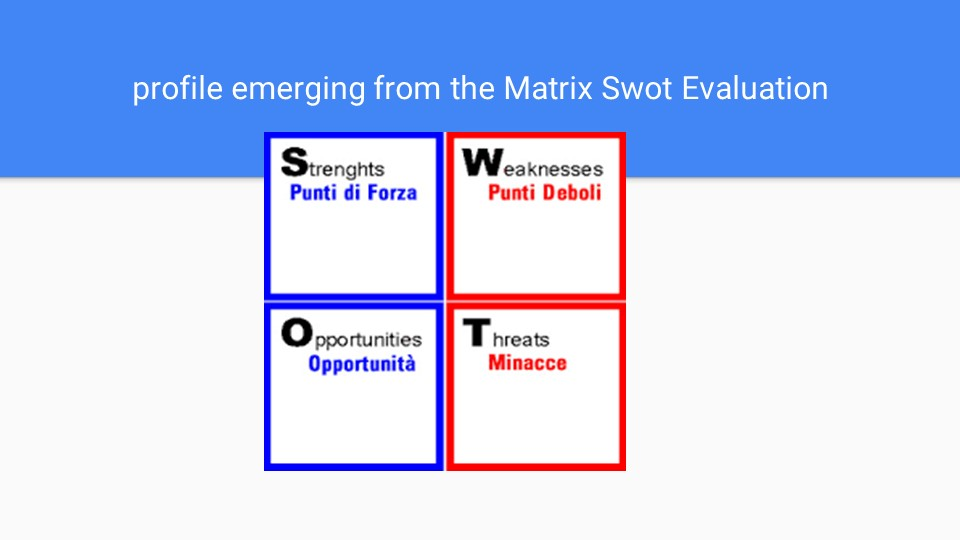 profile emerging from the Matrix Swot Evaluation
Strenghts
Punti di Forza
Weaknesses
Punti Deboli
Opportunities
Opportunità
Threats
Minacce